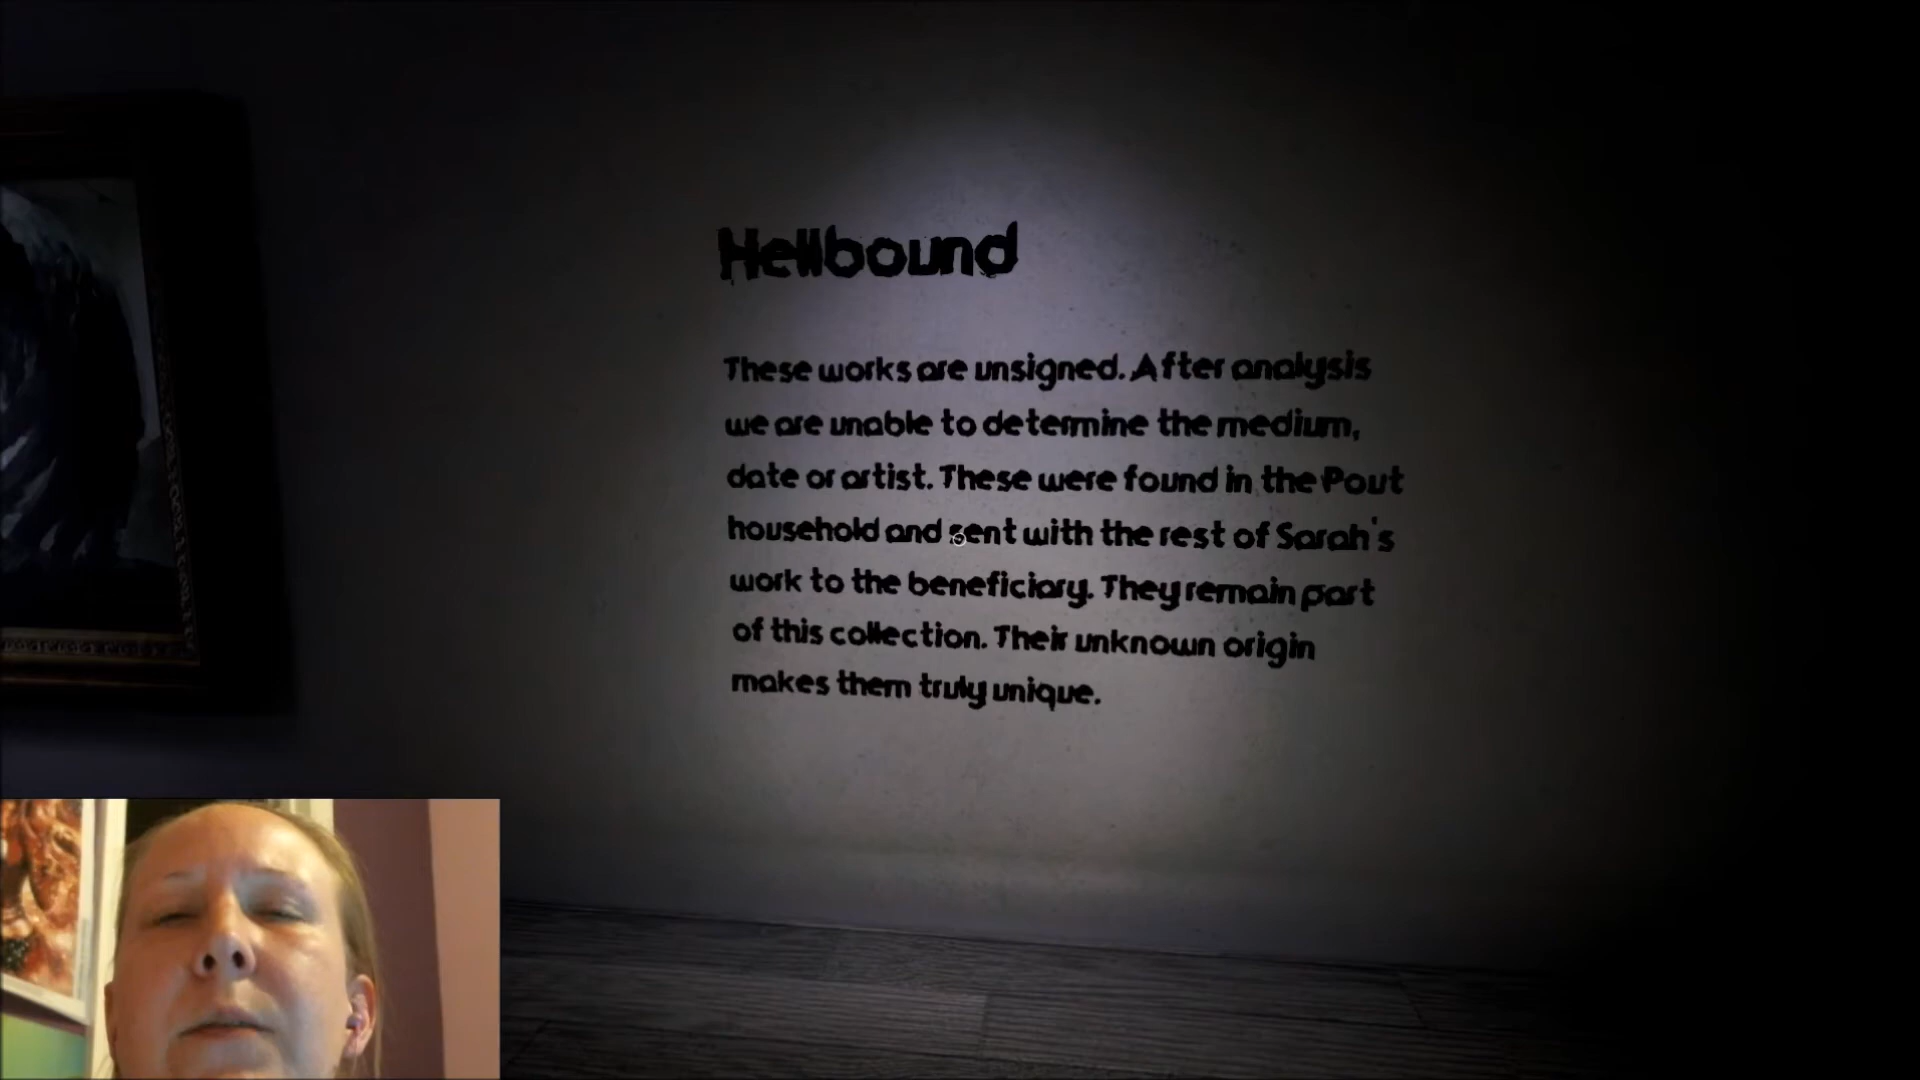 Hellbound
These works are unsigned. After analysis
we are unable to determine the medium,
date or artist. These were found in the Pout
household and sent with the rest of Sarah's
work to the beneficiary. They remain part
of this collection. Their unknown origin
makes them truly unique.